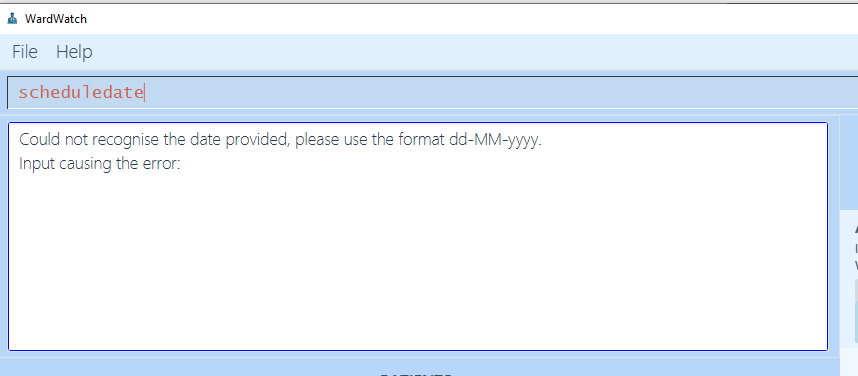 WardWatch
File Help
scheduledate
Could not recognise the date provided, please use the format dd-MM-yyyy.
Input causing the error: